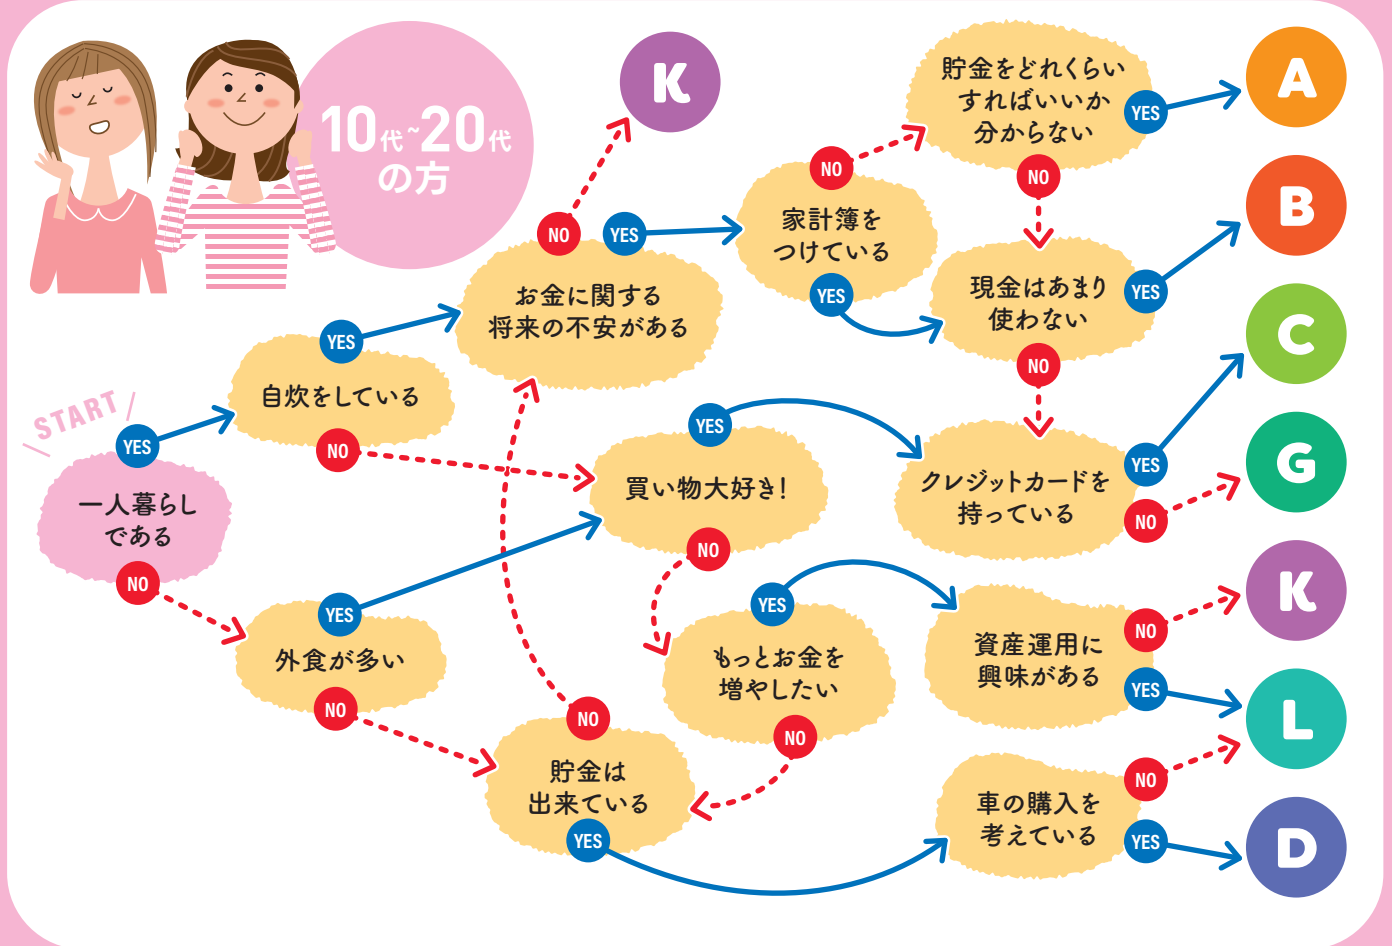 10代~20代
の方
START
YES
一人暮らし
である
NO
YES
自炊をしている
NO
YES
外食が多い
NO
K
NO
YES
お金に関する
将来の不安がある
YES
買い物大好き！
NO
NO
貯金は
出来ている
YES
YES
もっとお金を
増やしたい
NO
NO
家計簿を
つけている
YES
貯金をどれくらい
すればいいか
分からない
YES
NO
現金はあまり
使わない
YES
NO
クレジットカードを
持っている
YES
NO
資産運用に
興味がある
NO
YES
車の購入を
考えている
NO
YES
A
B
C
G
K
L
D